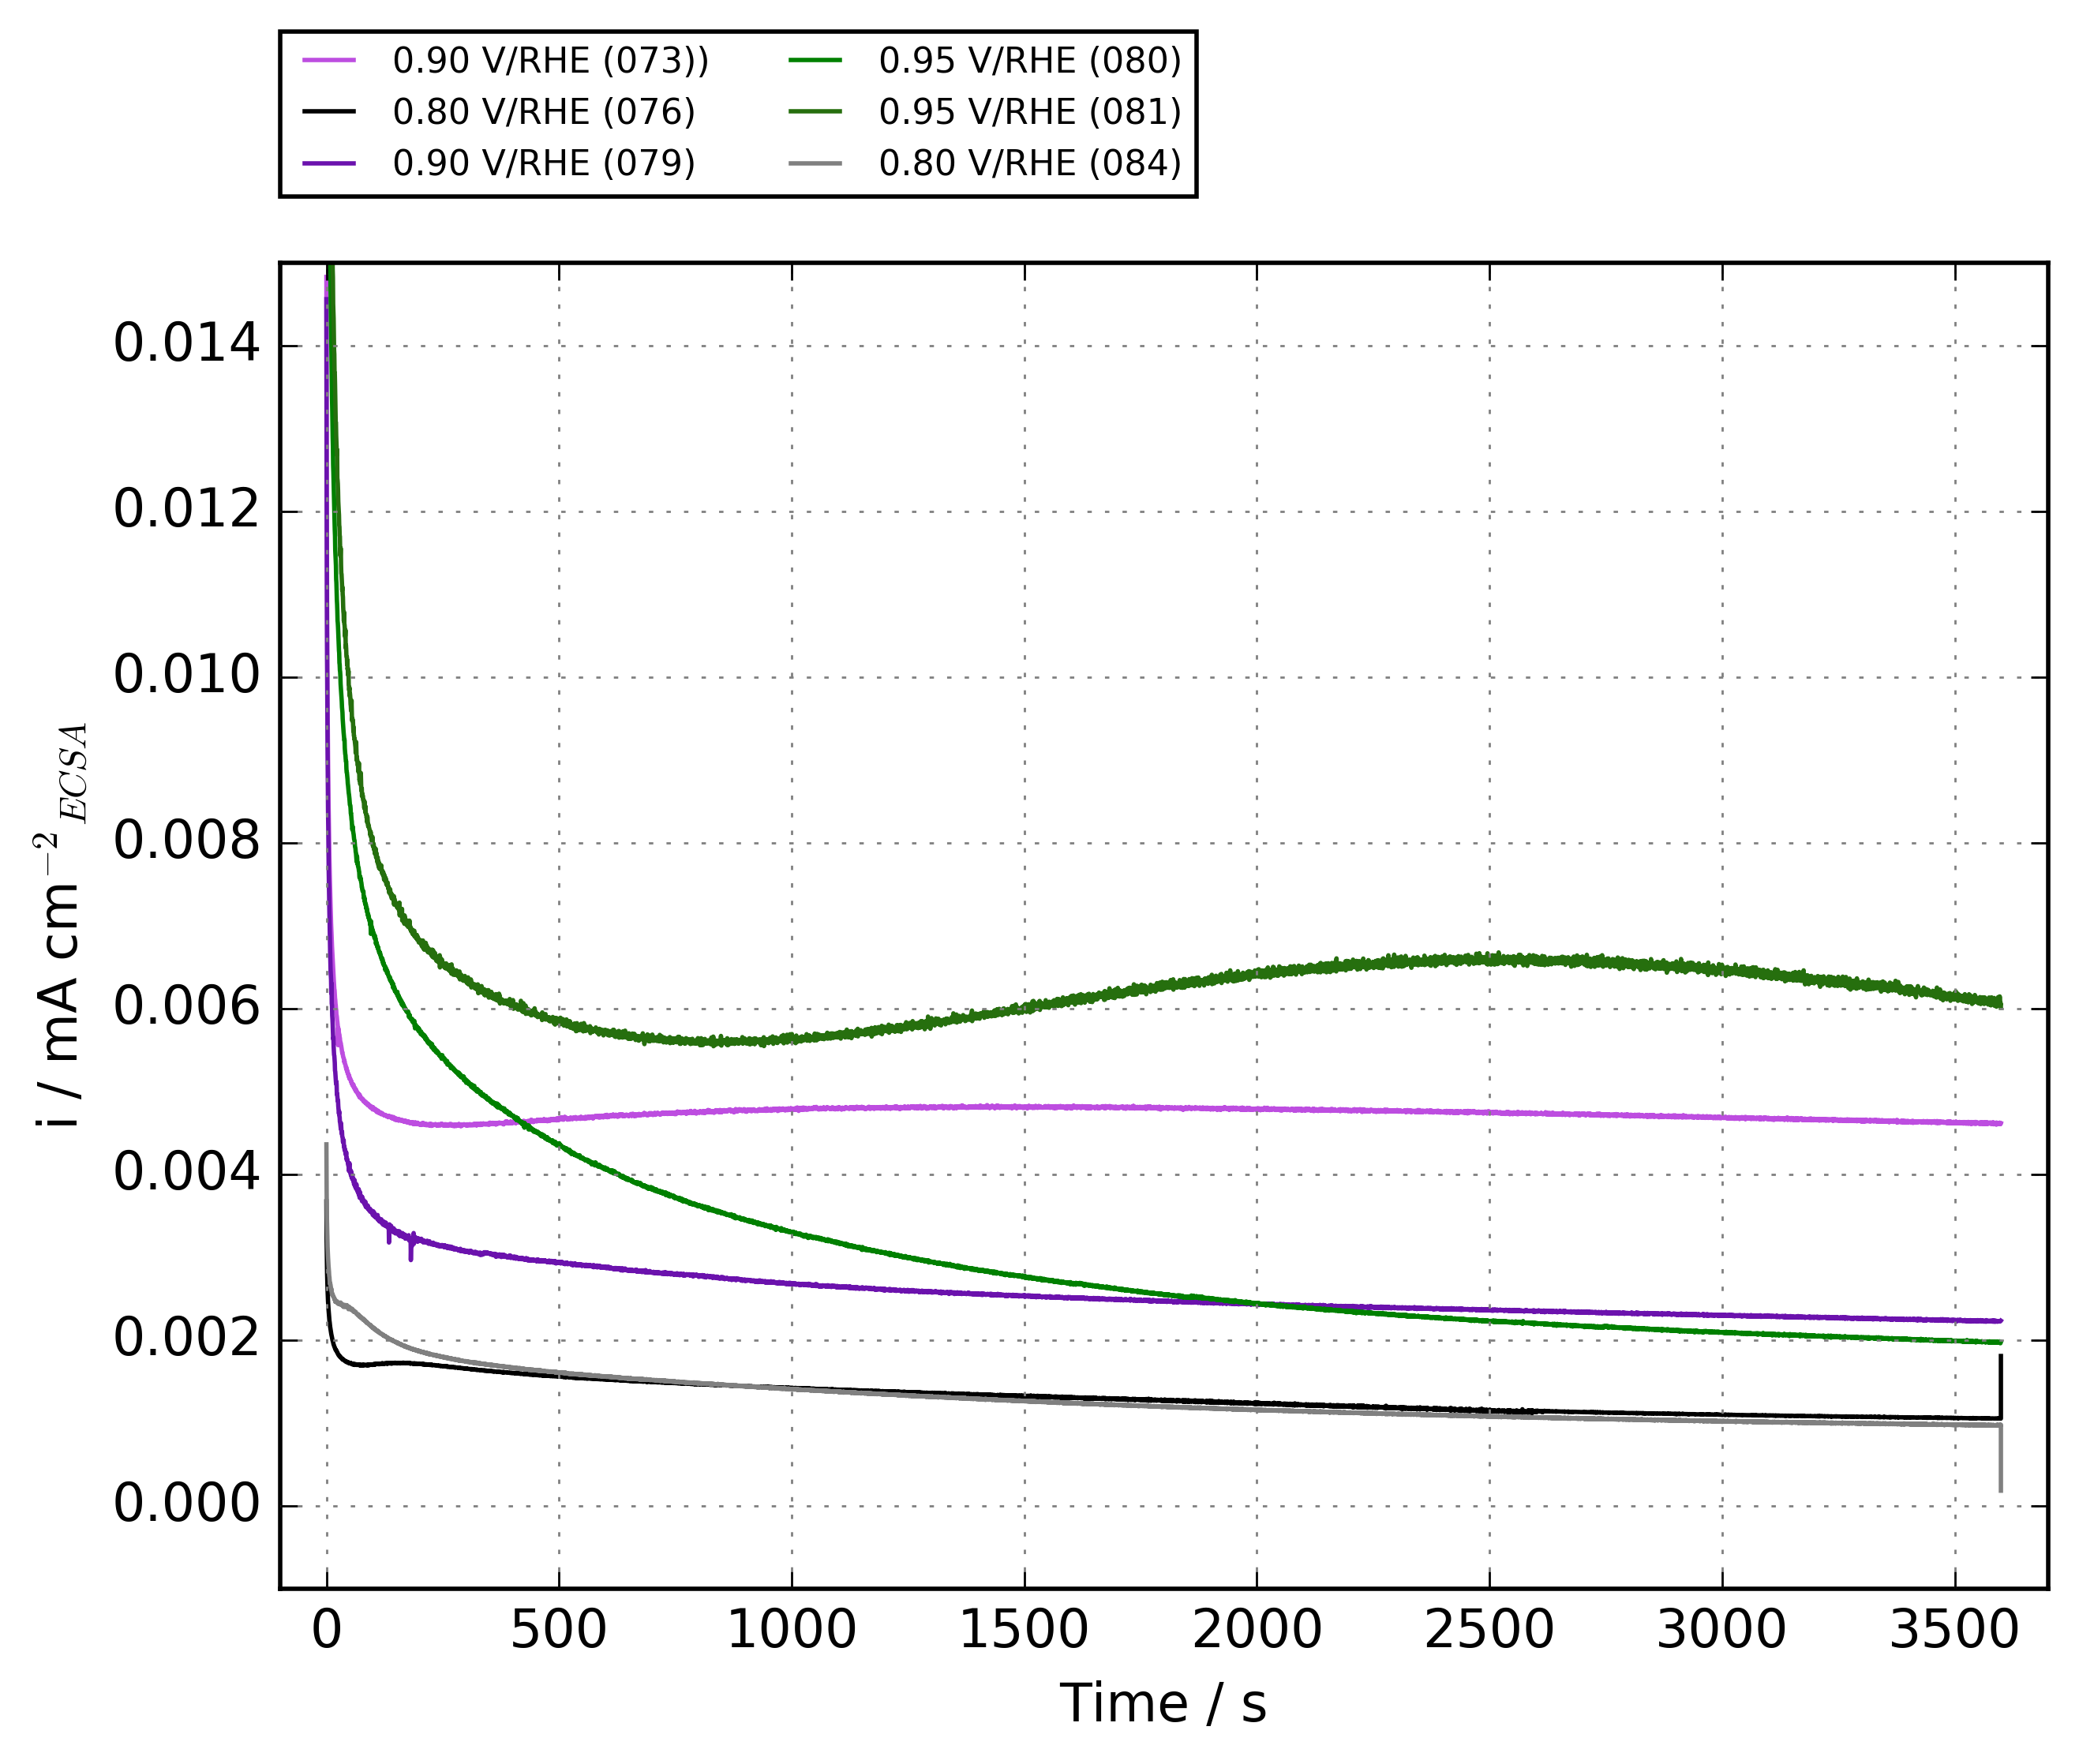 0.90 V/RHE (073))
0.80 V/RHE (076)
0.90 V/RHE (079)
0.95 V/RHE (080)
0.95 V/RHE (081)
0.80 V/RHE (084)
0.014
0.012
0.010
0.008
0.006
0.004
0.002
0.000
i / mA cm⁻² ECSA
0 500 1000 1500 2000 2500 3000 3500
Time / s